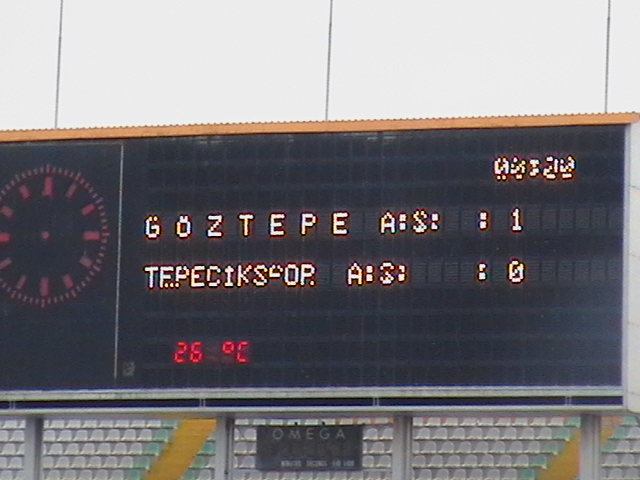 GÖZTEPE A:S: : 1
TEPECİKSPOR A:S: : 0
26 °C
OMEGA